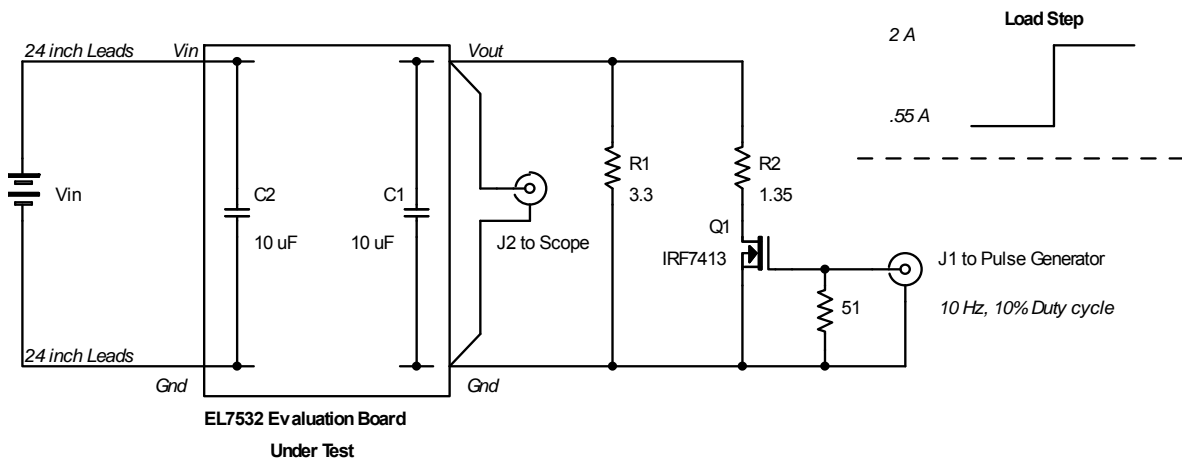 Load Step
2 A
.55 A
24 inch Leads
Vin
Vout
Vin
C2
10 uF
C1
10 uF
J2 to Scope
R1
3.3
R2
1.35
Q1
IRF7413
J1 to Pulse Generator
51
10 Hz, 10% Duty cycle
24 inch Leads
Gnd
Gnd
EL7532 Evaluation Board
Under Test